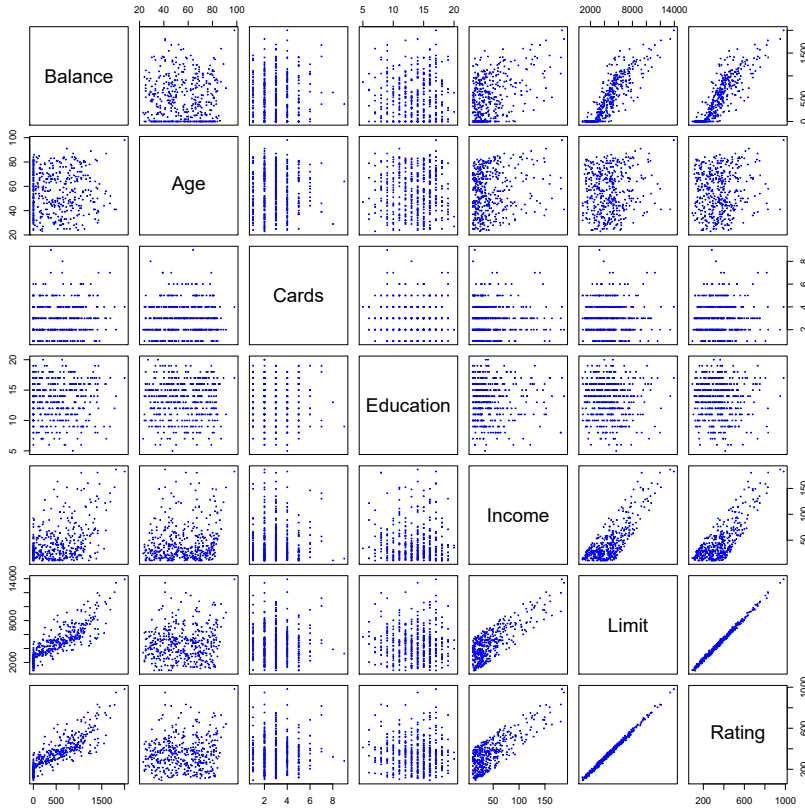 20 40 60 80 100 5 10 15 20 2000 8000 14000
Balance
0 500 1500
20 40 60 80 100
Age
Cards
2 4 6 8
5 10 15 20
Education
Income
50 100 150
2000 8000 14000
Limit
Rating
200 600 1000
0 500 1500 2 4 6 8 50 100 150 200 600 1000